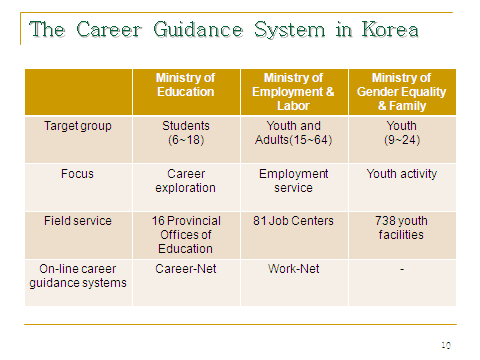 The Career Guidance System in Korea
Ministry of
Education
Ministry of
Employment &
Labor
Ministry of
Gender Equality
& Family
Target group
Students
(6~18)
Youth and
Adults(15~64)
Youth
(9~24)
Focus
Career
exploration
Employment
service
Youth activity
Field service
16 Provincial
Offices of
Education
81 Job Centers
738 youth
facilities
On-line career
guidance systems
Career-Net
Work-Net
-
10